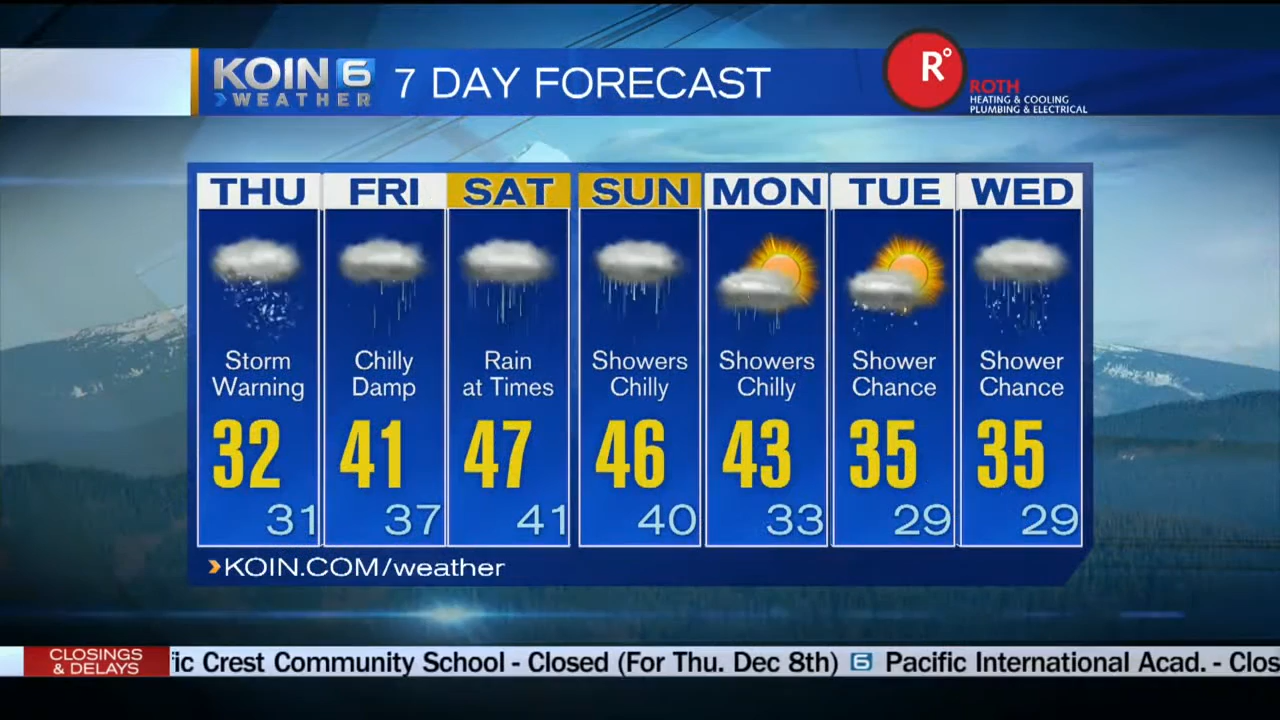 KOIN 6
WEATHER
7 DAY FORECAST
R°
ROTH
HEATING & COOLING
PLUMBING & ELECTRICAL
THU FRI SAT SUN MON TUE WED
Storm Chilly Rain Showers Showers Shower Shower
Warning Damp at Times Chilly Chilly Chance Chance
32 41 47 46 43 35 35
31 37 41 40 33 29 29
KOIN.COM/weather
CLOSINGS
& DELAYS
ic Crest Community School - Closed (For Thu. Dec 8th) 6 Pacific International Acad. - Clos